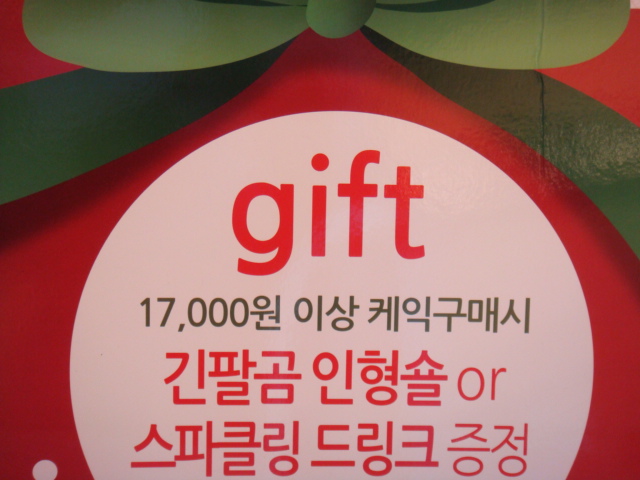 gift
17,000원 이상 케익구매시
긴팔곰 인형숄 or
스파클링 드링크 증정